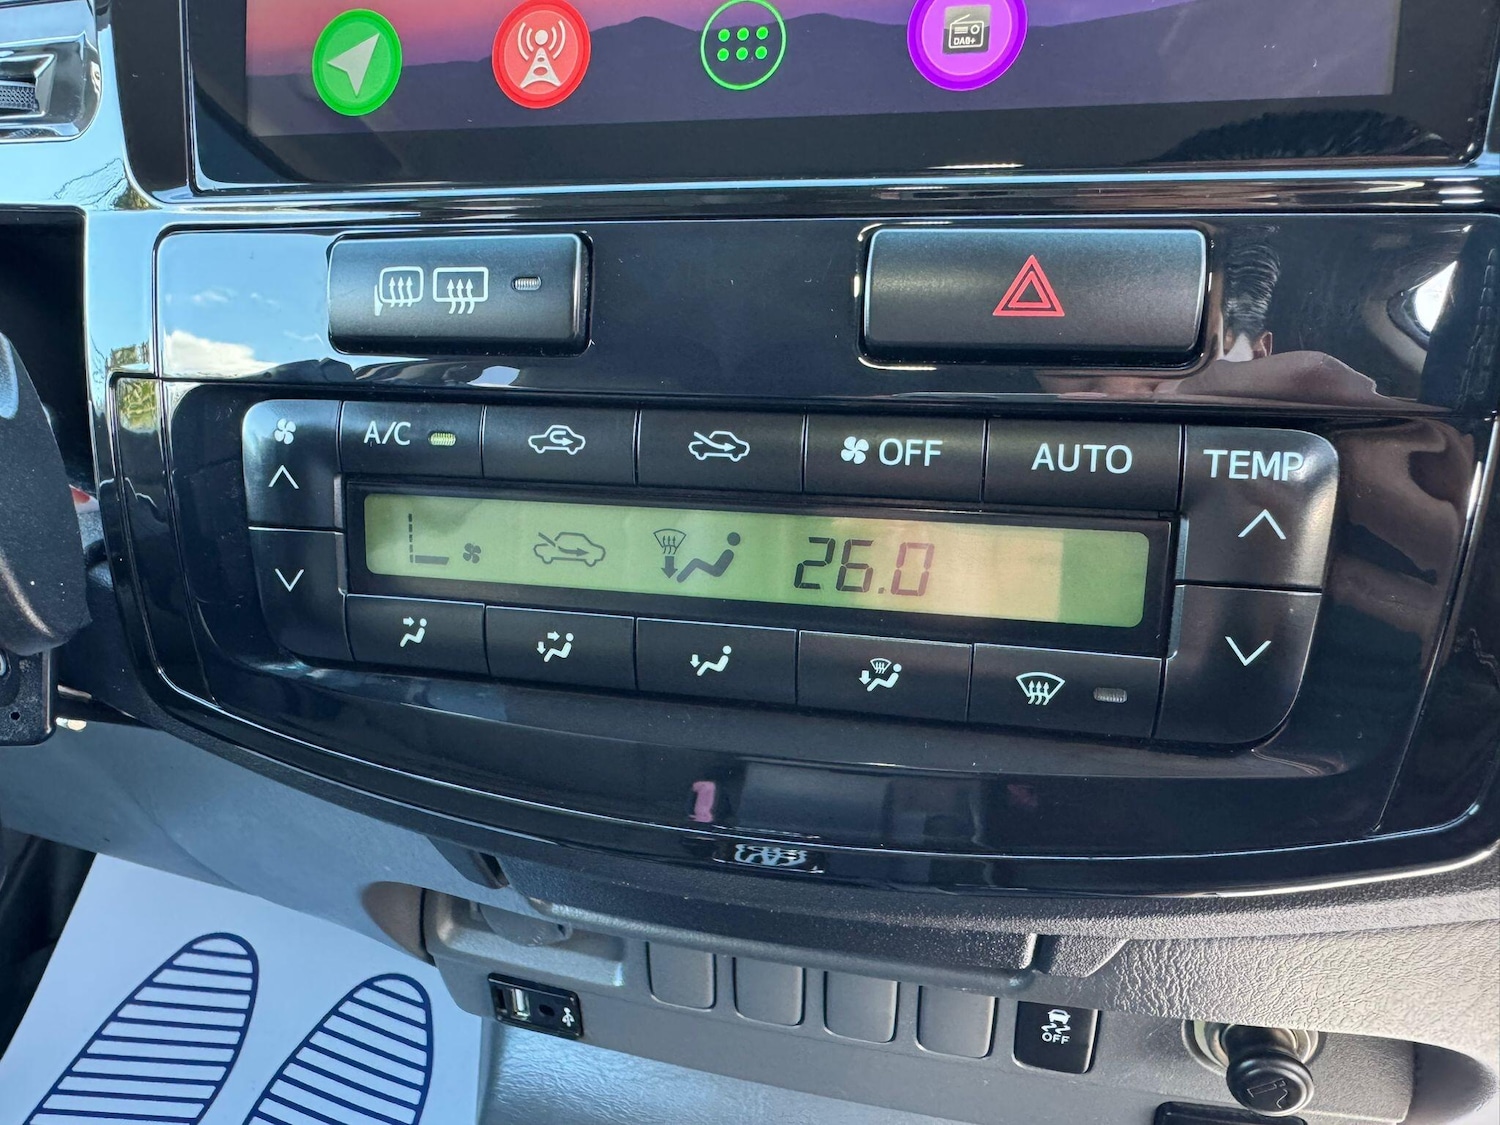 DAB+
A/C
OFF
AUTO
TEMP
26.0
OFF